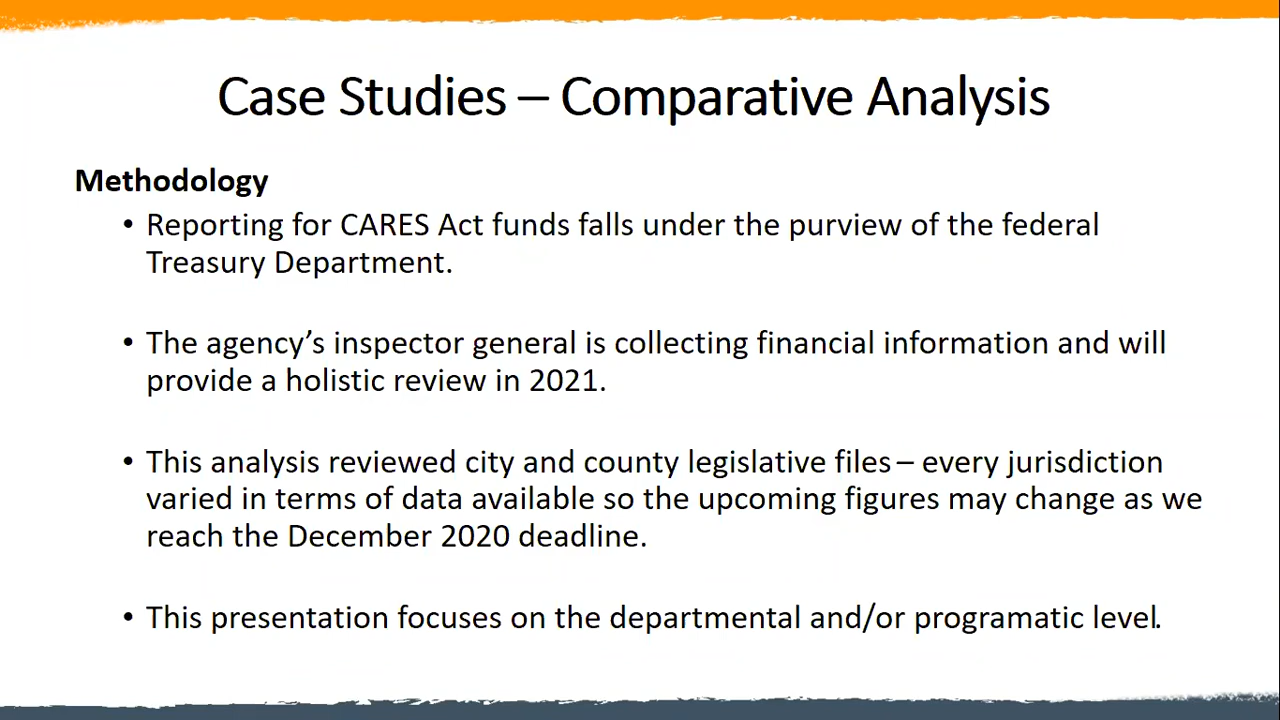 Case Studies – Comparative Analysis
Methodology
• Reporting for CARES Act funds falls under the purview of the federal
Treasury Department.
• The agency’s inspector general is collecting financial information and will
provide a holistic review in 2021.
• This analysis reviewed city and county legislative files – every jurisdiction
varied in terms of data available so the upcoming figures may change as we
reach the December 2020 deadline.
• This presentation focuses on the departmental and/or programatic level.